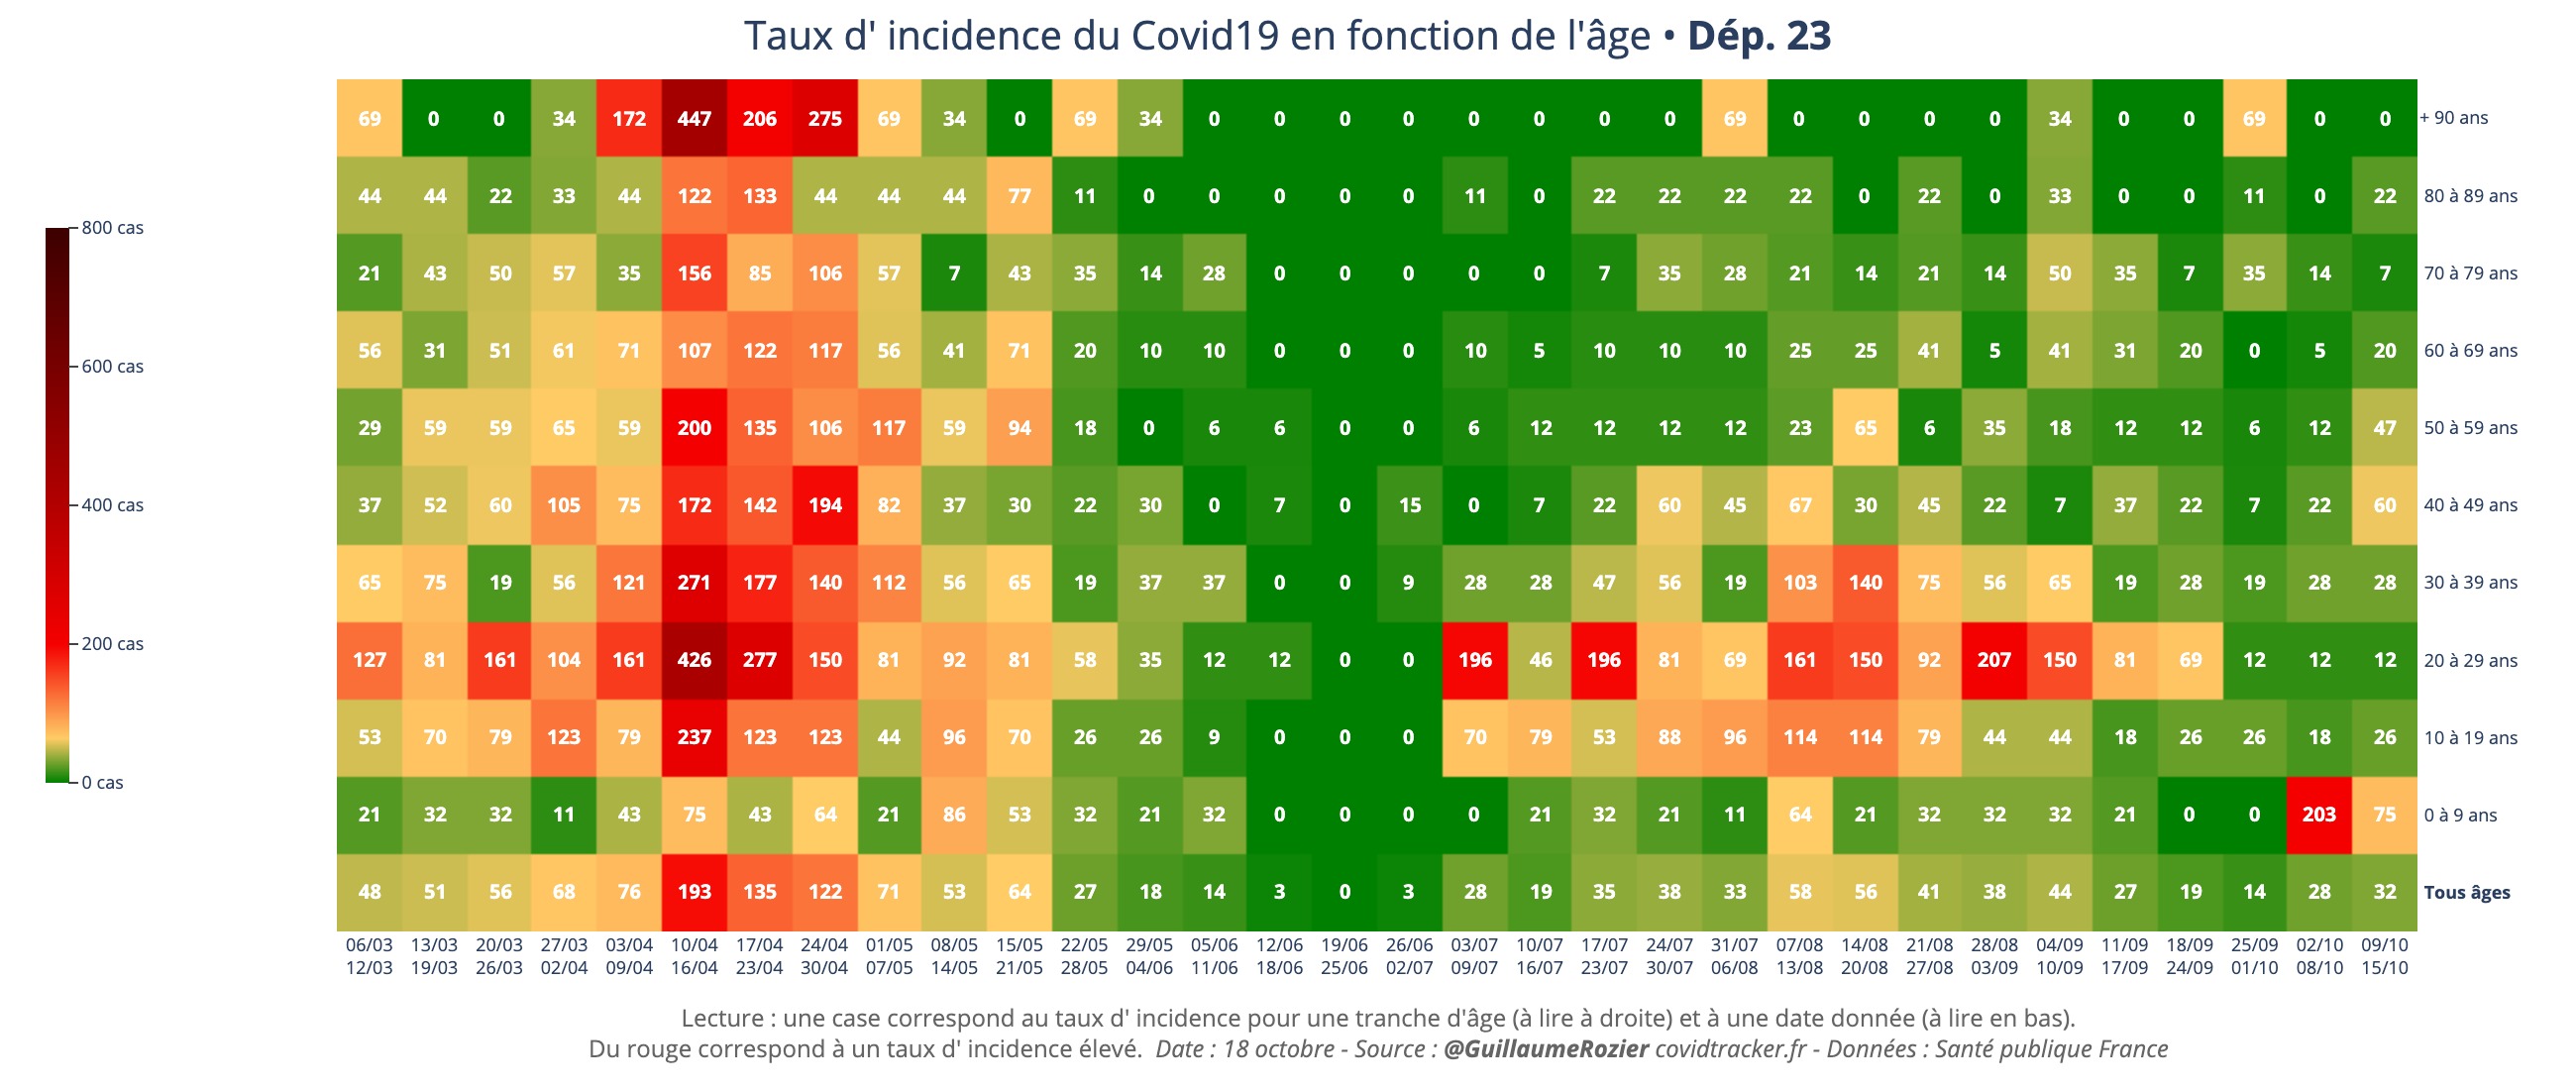 Taux d' incidence du Covid19 en fonction de l'âge • Dép. 23
69 0 0 34 172 447 206 275 69 34 0 69 34 0 0 0 0 0 0 0 0 69 0 0 0 0 34 0 0 69 0 0 + 90 ans
44 44 22 33 44 122 133 44 44 44 77 11 0 0 0 0 0 11 0 22 22 22 22 0 22 0 33 0 0 11 0 22 80 à 89 ans
21 43 50 57 35 156 85 106 57 7 43 35 14 28 0 0 0 0 0 7 35 28 21 14 21 14 50 35 7 35 14 7 70 à 79 ans
56 31 51 61 71 107 122 117 56 41 71 20 10 10 0 0 0 10 5 10 10 10 25 25 41 5 41 31 20 0 5 20 60 à 69 ans
29 59 59 65 59 200 135 106 117 59 94 18 0 6 6 0 0 6 12 12 12 12 23 65 6 35 18 12 12 6 12 47 50 à 59 ans
37 52 60 105 75 172 142 194 82 37 30 22 30 0 7 0 15 0 7 22 60 45 67 30 45 22 7 37 22 7 22 60 40 à 49 ans
65 75 19 56 121 271 177 140 112 56 65 19 37 37 0 0 9 28 28 47 56 19 103 140 75 56 65 19 28 19 28 28 30 à 39 ans
127 81 161 104 161 426 277 150 81 92 81 58 35 12 12 0 0 196 46 196 81 69 161 150 92 207 150 81 69 12 12 12 20 à 29 ans
53 70 79 123 79 237 123 123 44 96 70 26 26 9 0 0 0 70 79 53 88 96 114 114 79 44 44 18 26 26 18 26 10 à 19 ans
21 32 32 11 43 75 43 64 21 86 53 32 21 32 0 0 0 0 21 32 21 11 64 21 32 32 32 21 0 0 203 75 0 à 9 ans
48 51 56 68 76 193 135 122 71 53 64 27 18 14 3 0 3 28 19 35 38 33 58 56 41 38 44 27 19 14 28 32 Tous âges
06/03 13/03 20/03 27/03 03/04 10/04 17/04 24/04 01/05 08/05 15/05 22/05 29/05 05/06 12/06 19/06 26/06 03/07 10/07 17/07 24/07 31/07 07/08 14/08 21/08 28/08 04/09 11/09 18/09 25/09 02/10 09/10
12/03 19/03 26/03 02/04 09/04 16/04 23/04 30/04 07/05 14/05 21/05 28/05 04/06 11/06 18/06 25/06 02/07 09/07 16/07 23/07 30/07 06/08 13/08 20/08 27/08 03/09 10/09 17/09 24/09 01/10 08/10 15/10
800 cas
600 cas
400 cas
200 cas
0 cas
Lecture : une case correspond au taux d' incidence pour une tranche d'âge (à lire à droite) et à une date donnée (à lire en bas).
Du rouge correspond à un taux d' incidence élevé. Date : 18 octobre - Source : @GuillaumeRozier covidtracker.fr - Données : Santé publique France